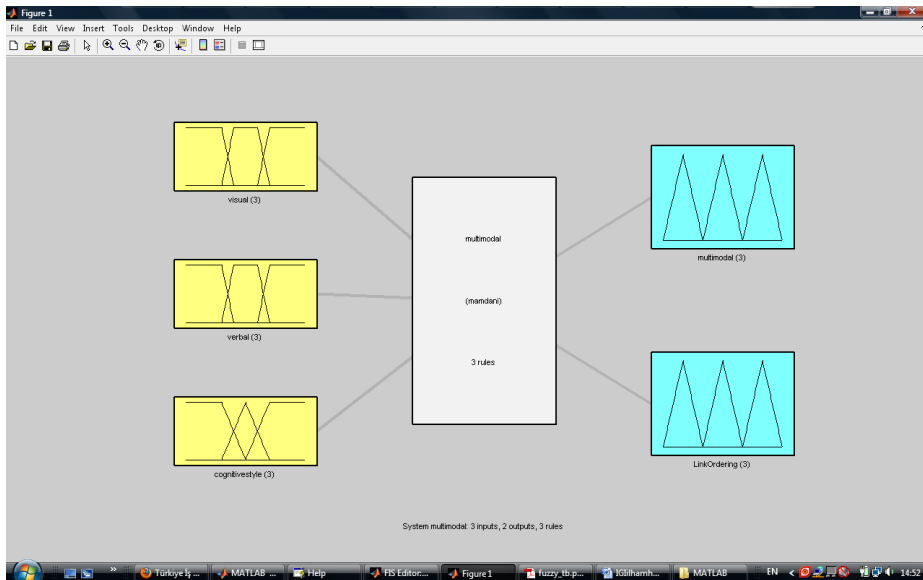 Figure 1
File Edit View Insert Tools Desktop Window Help
visual (3)
verbal (3)
cognitivestyle (3)
multimodal
(mamdani)
3 rules
multimodal (3)
LinkOrdering (3)
System multimodal: 3 inputs, 2 outputs, 3 rules
Türkiye İş ... MATLAB ... Help FIS Editor:... Figure 1 fuzzy_tb.p... IGIilhamh... MATLAB EN